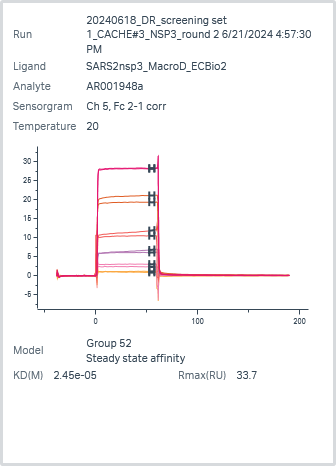 20240618_DR_screening set
Run 1_CACHE#3_NSP3_round 2 6/21/2024 4:57:30
PM
Ligand SARS2nsp3_MacroD_ECBio2
Analyte AR001948a
Sensorgram Ch 5, Fc 2-1 corr
Temperature 20
30
25
20
15
10
5
0
-5
0 100 200
Model Group 52
Steady state affinity
KD(M) 2.45e-05 Rmax(RU) 33.7